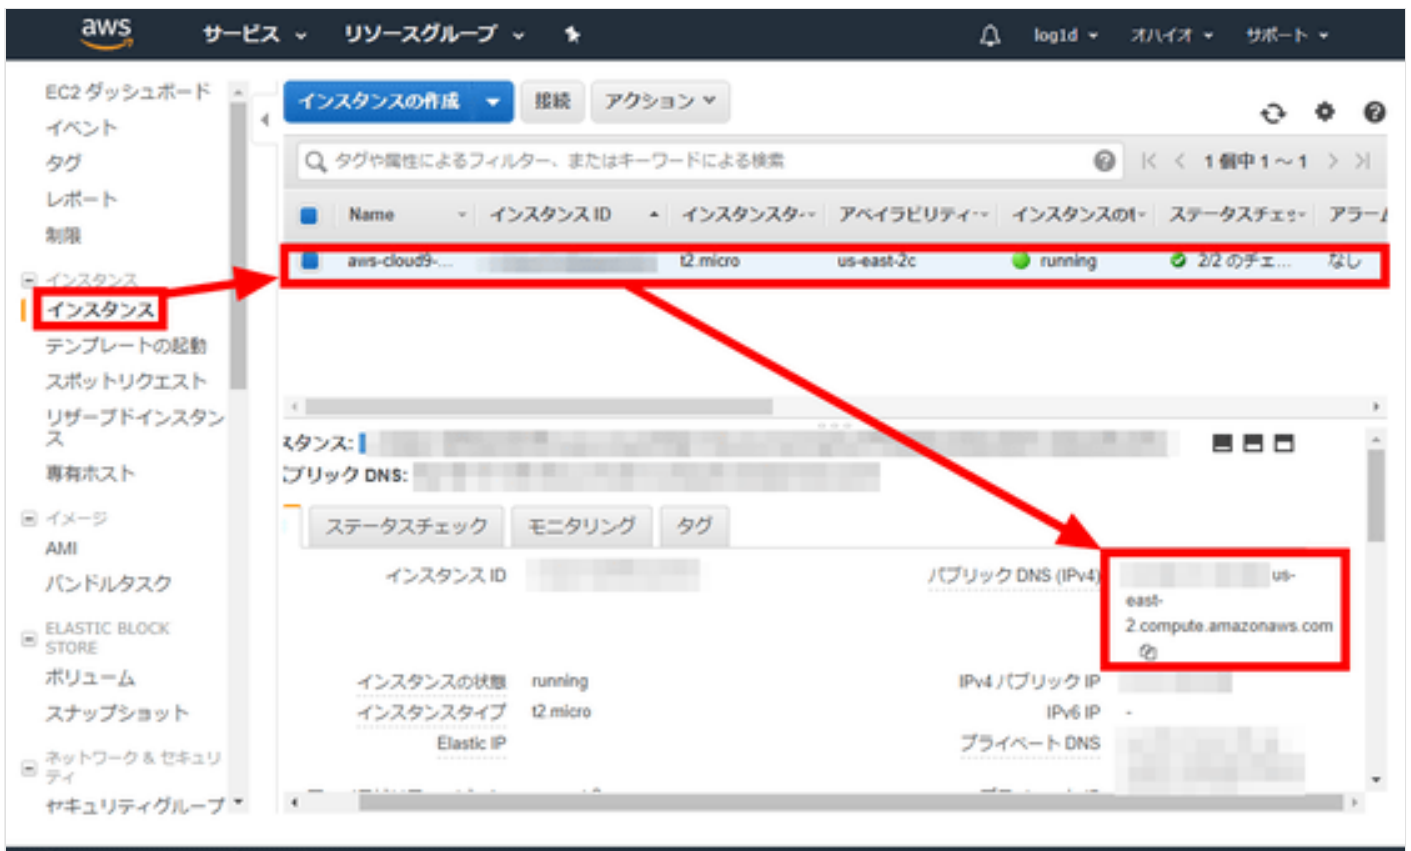 aws サービス リソースグループ log1d オハイオ サポート
EC2 ダッシュボード
イベント
タグ
レポート
制限
インスタンス
インスタンス
テンプレートの起動
スポットリクエスト
リザーブドインスタン
ス
専有ホスト
イメージ
AMI
バンドルタスク
ELASTIC BLOCK
STORE
ボリューム
スナップショット
ネットワーク & セキュリ
ティ
セキュリティグループ
インスタンスの作成 接続 アクション
タグや属性によるフィルター、またはキーワードによる検索 1 個中 1 ～ 1
Name インスタンス ID インスタンスタ アベイラビリティ インスタンスの ステータスチェッ アラーム
aws-cloud9-... t2.micro us-east-2c running 2/2 のチェ... なし
スタンス:
パブリック DNS:
ステータスチェック モニタリング タグ
インスタンス ID
パブリック DNS (IPv4) us-
east-
2.compute.amazonaws.com
インスタンスの状態 running IPv4 パブリック IP
インスタンスタイプ t2.micro IPv6 IP -
Elastic IP プライベート DNS